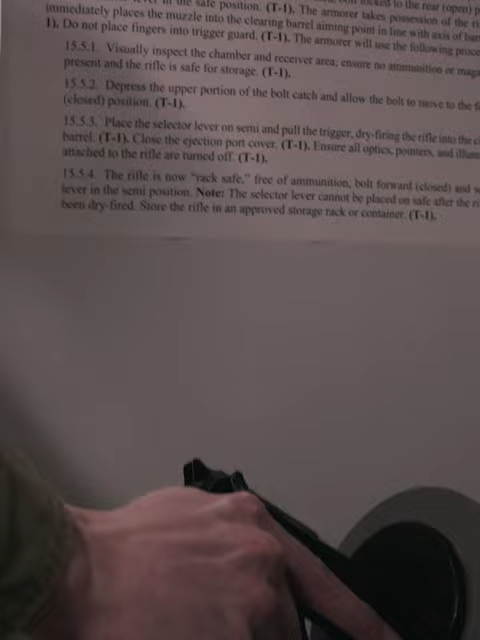 the safe position. (T-1). The armorer takes possession of the
immediately places the muzzle into the clearing barrel aiming point in line with axis of
1). Do not place fingers into trigger guard. (T-1). The armorer will use the following
15.5.1. Visually inspect the chamber and receiver area, ensure no ammunition or
present and the rifle is safe for storage. (T-1).
15.5.2. Depress the upper portion of the bolt catch and allow the bolt to move to the
(closed) position. (T-1).
15.5.3. Place the selector lever on semi and pull the trigger, dry-firing the rifle into the
barrel. (T-1). Close the ejection port cover. (T-1). Ensure all optics, pointers, and
attached to the rifle are turned off. (T-1).
15.5.4. The rifle is now "rack safe," free of ammunition, bolt forward (closed) and
lever in the semi position. Note: The selector lever cannot be placed on safe after the
been dry-fired. Store the rifle in an approved storage rack or container. (T-1).